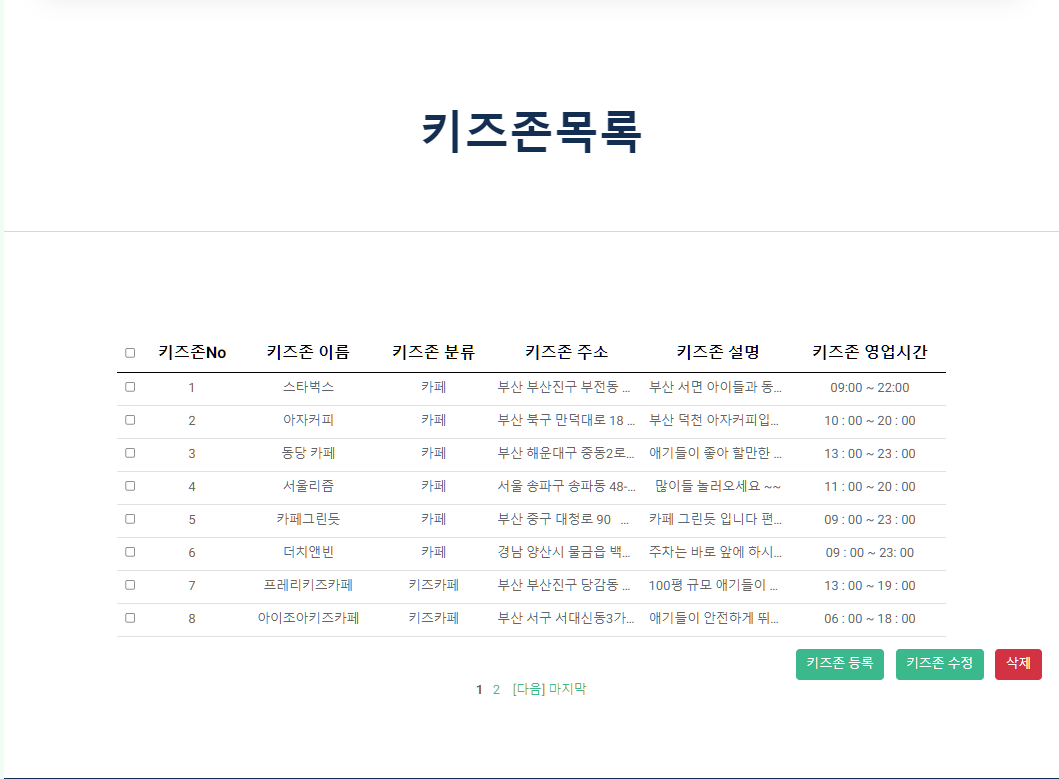 키즈존목록
키즈존No 키즈존 이름 키즈존 분류 키즈존 주소 키즈존 설명 키즈존 영업시간
1 스타벅스 카페 부산 부산진구 부전동 ... 부산 서면 아이들과 동... 09:00 ~ 22:00
2 아자커피 카페 부산 북구 만덕대로 18 ... 부산 덕천 아자커피입... 10 : 00 ~ 20 : 00
3 동당 카페 카페 부산 해운대구 중동2로... 애기들이 좋아 할만한 ... 13 : 00 ~ 23 : 00
4 서울리즘 카페 서울 송파구 송파동 48-... 많이들 놀러오세요 ~~ 11 : 00 ~ 20 : 00
5 카페그린듯 카페 부산 중구 대청로 90 ... 카페 그린듯 입니다 편... 09 : 00 ~ 23 : 00
6 더치앤빈 카페 경남 양산시 물금읍 백... 주차는 바로 앞에 하시... 09 : 00 ~ 23: 00
7 프레리키즈카페 키즈카페 부산 부산진구 당감동 ... 100평 규모 애기들이 ... 13 : 00 ~ 19 : 00
8 아이조아키즈카페 키즈카페 부산 서구 서대신동3가... 애기들이 안전하게 뛰... 06 : 00 ~ 18 : 00
키즈존 등록 키즈존 수정 삭제
1 2 [다음] 마지막